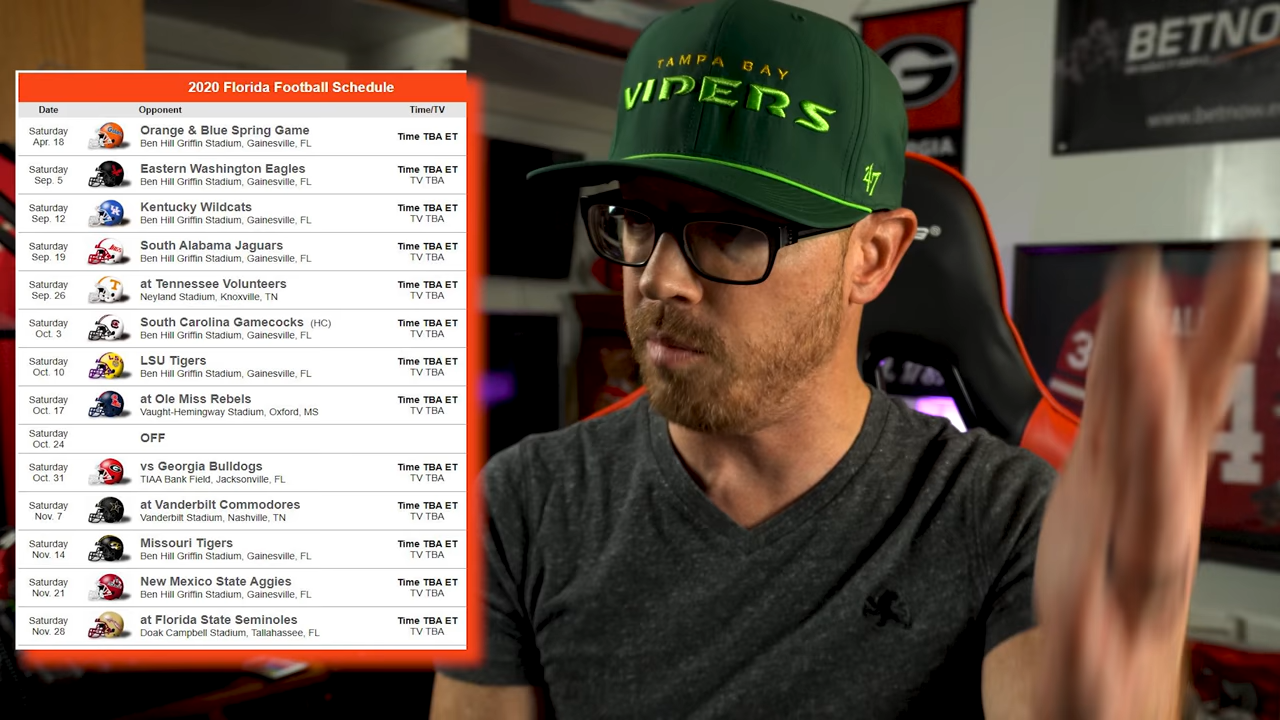 2020 Florida Football Schedule
Date Opponent Time/TV
Saturday Orange & Blue Spring Game Time TBA ET
Apr. 18 Ben Hill Griffin Stadium, Gainesville, FL
Saturday Eastern Washington Eagles Time TBA ET
Sep. 5 Ben Hill Griffin Stadium, Gainesville, FL TV TBA
Saturday Kentucky Wildcats Time TBA ET
Sep. 12 Ben Hill Griffin Stadium, Gainesville, FL TV TBA
Saturday South Alabama Jaguars Time TBA ET
Sep. 19 Ben Hill Griffin Stadium, Gainesville, FL TV TBA
Saturday at Tennessee Volunteers Time TBA ET
Sep. 26 Neyland Stadium, Knoxville, TN TV TBA
Saturday South Carolina Gamecocks (HC) Time TBA ET
Oct. 3 Ben Hill Griffin Stadium, Gainesville, FL TV TBA
Saturday LSU Tigers Time TBA ET
Oct. 10 Ben Hill Griffin Stadium, Gainesville, FL TV TBA
Saturday at Ole Miss Rebels Time TBA ET
Oct. 17 Vaught-Hemingway Stadium, Oxford, MS TV TBA
Saturday OFF
Oct. 24
Saturday vs Georgia Bulldogs Time TBA ET
Oct. 31 TIAA Bank Field, Jacksonville, FL TV TBA
Saturday at Vanderbilt Commodores Time TBA ET
Nov. 7 Vanderbilt Stadium, Nashville, TN TV TBA
Saturday Missouri Tigers Time TBA ET
Nov. 14 Ben Hill Griffin Stadium, Gainesville, FL TV TBA
Saturday New Mexico State Aggies Time TBA ET
Nov. 21 Ben Hill Griffin Stadium, Gainesville, FL TV TBA
Saturday at Florida State Seminoles Time TBA ET
Nov. 28 Doak Campbell Stadium, Tallahassee, FL TV TBA
TAMPA BAY
VIPERS
47
G
BETNO
www.betnow.e